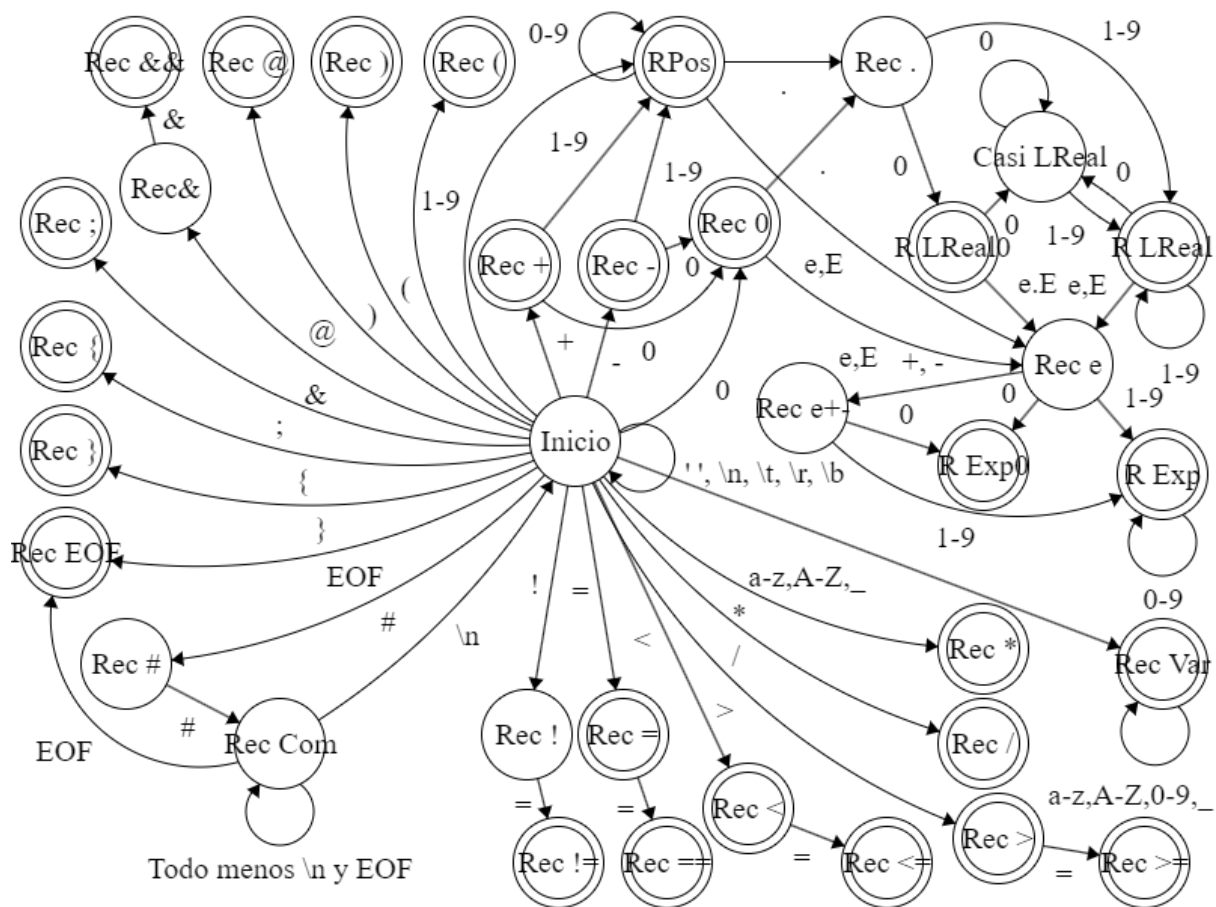 Rec &&
Rec @
Rec )
Rec (
0-9
RPos
.
Rec .
1-9
0
Casi LReal
&
Rec&
1-9
1-9
1-9
.
0
0
Rec ;
Rec +
Rec -
0
Rec 0
R LReal0
0
1-9
R LReal
e,E
e.E
e,E
@
)
(
+
-
0
Rec {
&
0
e,E
+, -
Rec e
1-9
Rec e+-
0
0
1-9
;
Inicio
Rec }
{
' ', \n, \t, \r, \b
R Exp0
R Exp
}
1-9
Rec EOF
EOF
!
=
a-z,A-Z,_
0-9
#
\n
<
*
/
Rec *
Rec Var
Rec #
>
EOF
#
Rec Com
Rec !
Rec =
Rec /
=
=
Rec <
a-z,A-Z,0-9,_
Rec >
Todo menos \n y EOF
Rec !=
Rec ==
=
Rec <=
=
Rec >=